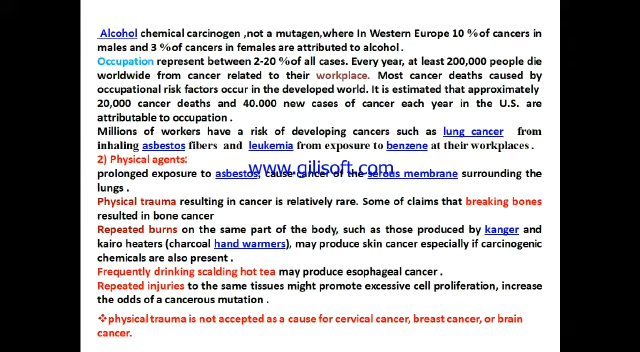 Alcohol chemical carcinogen ,not a mutagen,where In Western Europe 10 % of cancers in
males and 3 % of cancers in females are attributed to alcohol .
Occupation represent between 2-20 % of all cases. Every year, at least 200,000 people die
worldwide from cancer related to their workplace. Most cancer deaths caused by
occupational risk factors occur in the developed world. It is estimated that approximately
20,000 cancer deaths and 40.000 new cases of cancer each year in the U.S. are
attributable to occupation .
Millions of workers have a risk of developing cancers such as lung cancer from
inhaling asbestos fibers and leukemia from exposure to benzene at their workplaces .
2) Physical agents:
www.gilisoft.com
prolonged exposure to asbestos, cause cancer of the serous membrane surrounding the
lungs .
Physical trauma resulting in cancer is relatively rare. Some of claims that breaking bones
resulted in bone cancer
Repeated burns on the same part of the body, such as those produced by kanger and
kairo heaters (charcoal hand warmers), may produce skin cancer especially if carcinogenic
chemicals are also present .
Frequently drinking scalding hot tea may produce esophageal cancer .
Repeated injuries to the same tissues might promote excessive cell proliferation, increase
the odds of a cancerous mutation .
❖physical trauma is not accepted as a cause for cervical cancer, breast cancer, or brain
cancer.